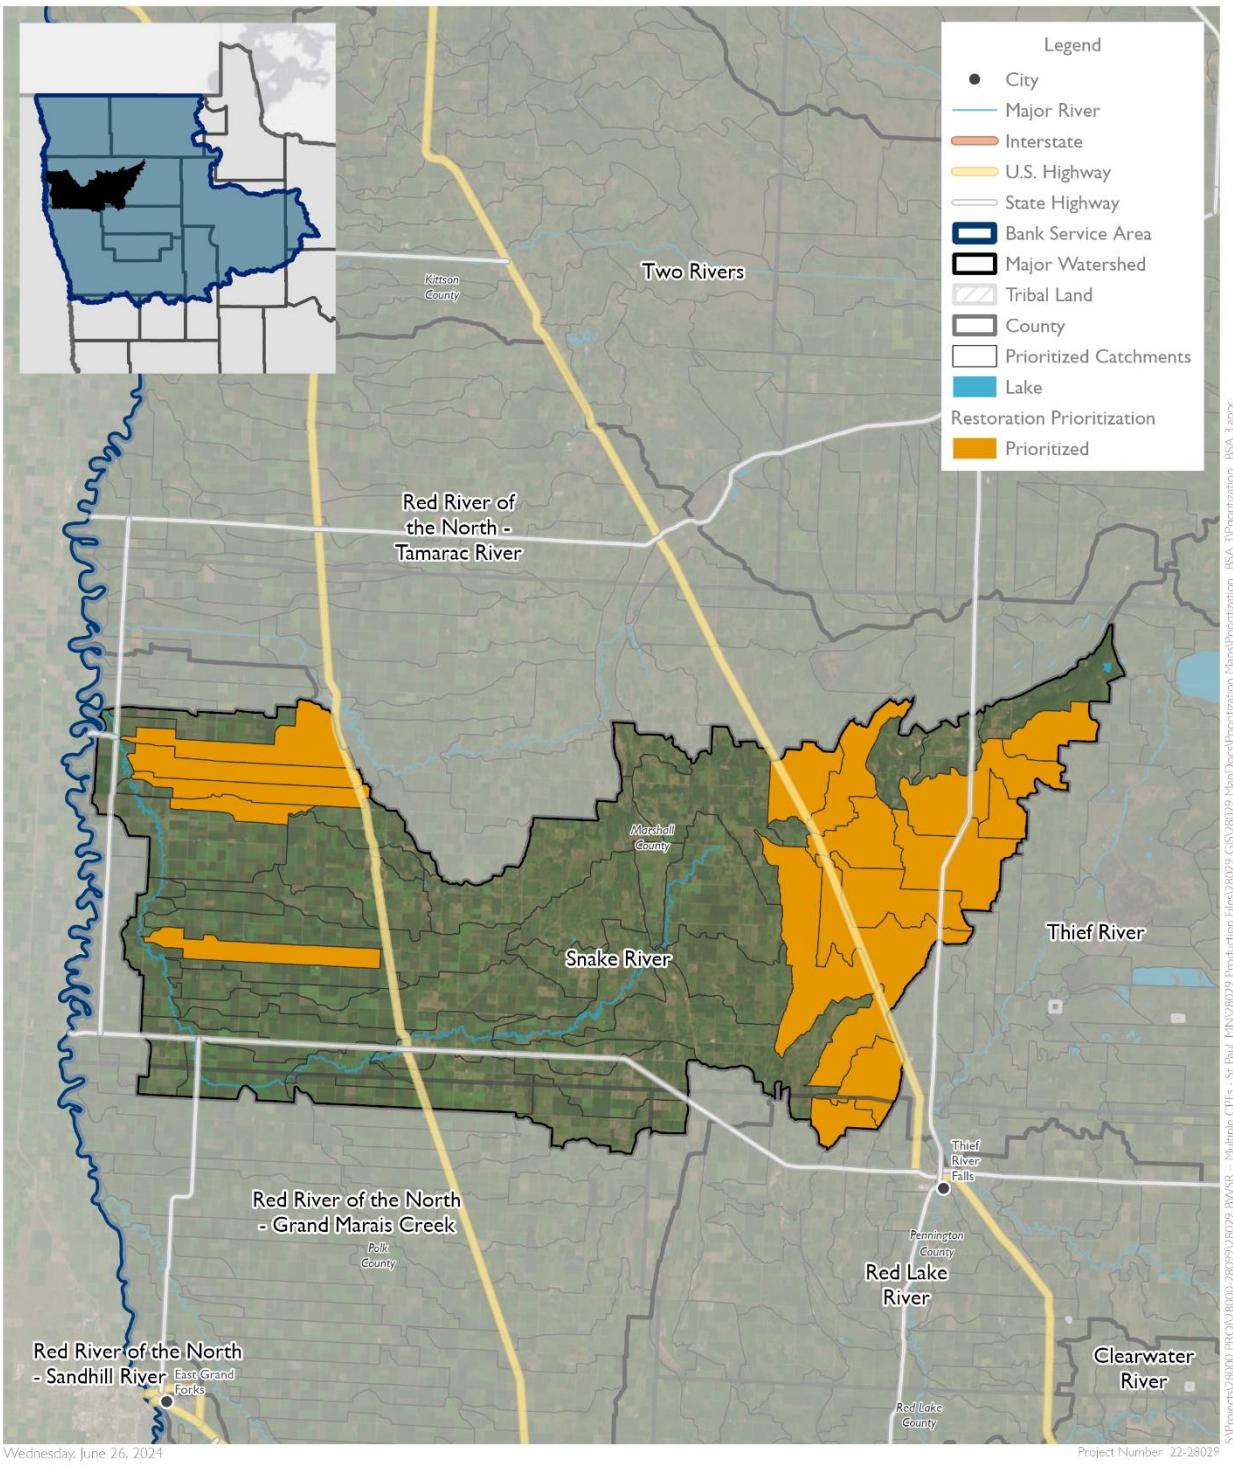 Legend
City
Major River
Interstate
U.S. Highway
State Highway
Bank Service Area
Major Watershed
Tribal Land
County
Prioritized Catchments
Lake
Restoration Prioritization
Prioritized
Two Rivers
Kittson
County
Red River of
the North -
Tamarac River
Marshall
County
Snake River
Thief River
Thief
River
Falls
Red River of the North
- Grand Marais Creek
Polk
County
Pennington
County
Red Lake
River
Red River of the North
- Sandhill River
East Grand
Forks
Clearwater
River
Red Lake
County
Wednesday, June 26, 2024
Project Number 22-28029